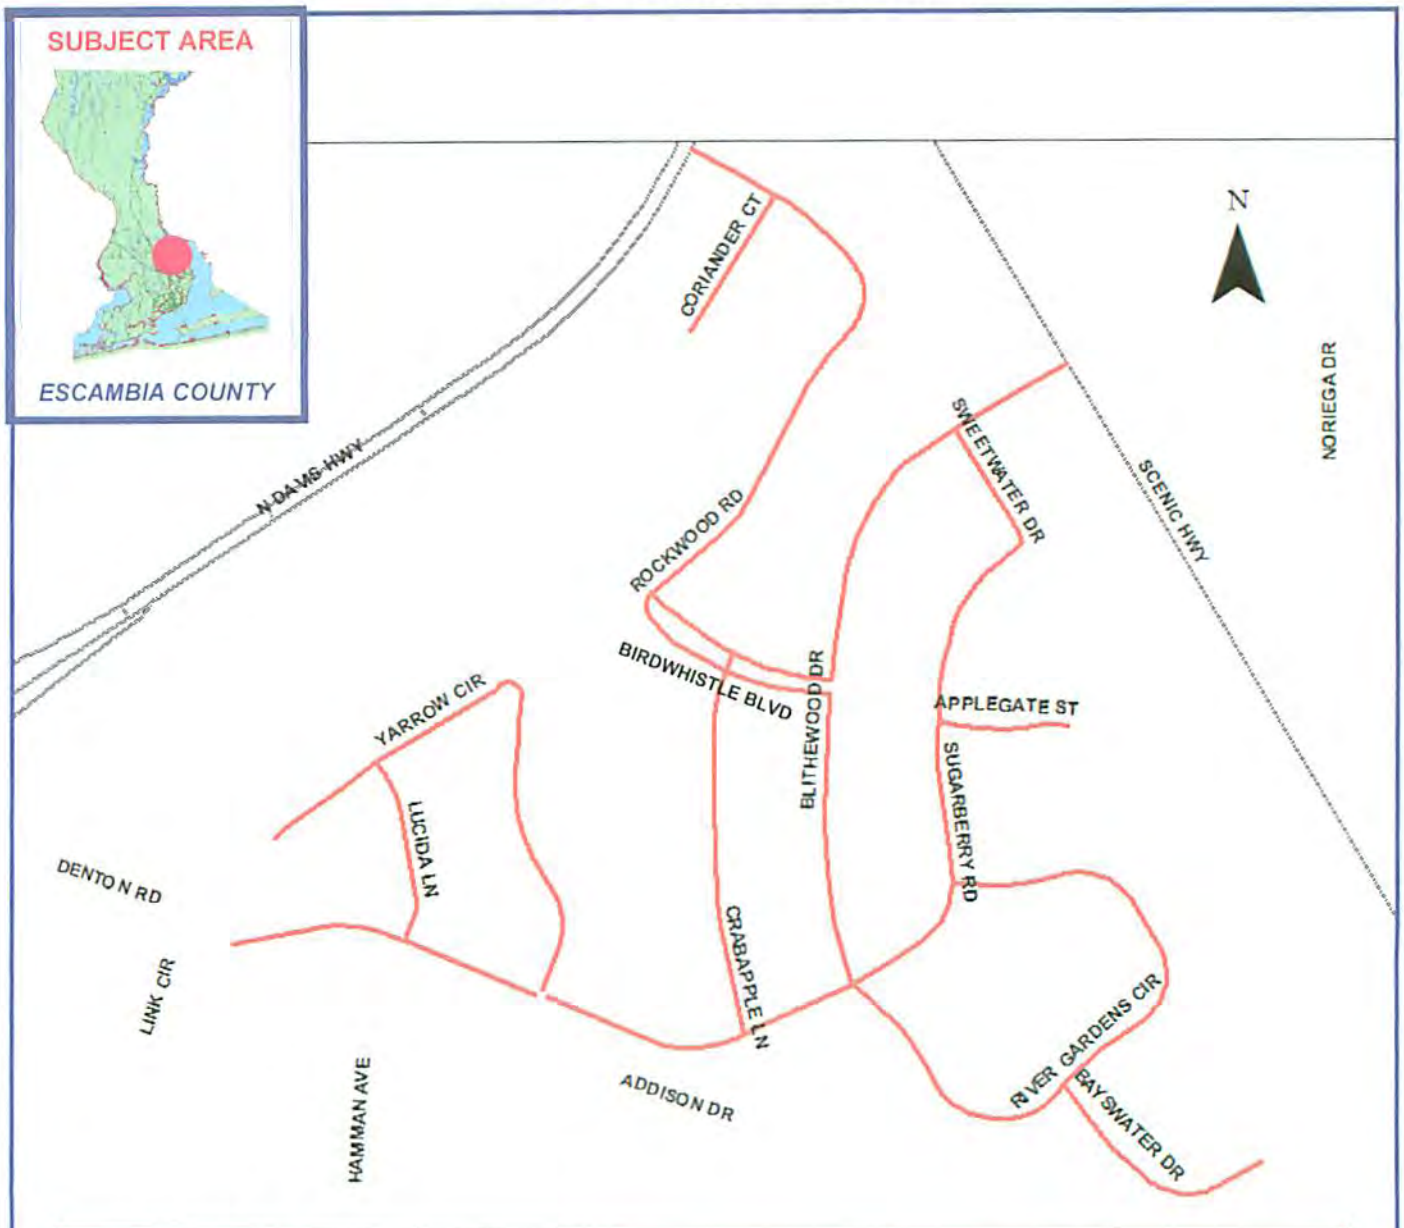 SUBJECT AREA
ESCAMBIA COUNTY
N
CORIANDER CT
NORIEGA DR
N DAVIS HWY
SWEETWATER DR
SCENIC HWY
ROCKWOOD RD
BIRDWHISTLE BLVD
BLITHEWOOD DR
YARROW CIR
APPLEGATE ST
LUCIDA LN
SUGARBERRY RD
DENTON RD
CRABAPPLE LN
LINK CIR
RIVER GARDENS CIR
HAMMAN AVE
ADDISON DR
BAYSWATER DR